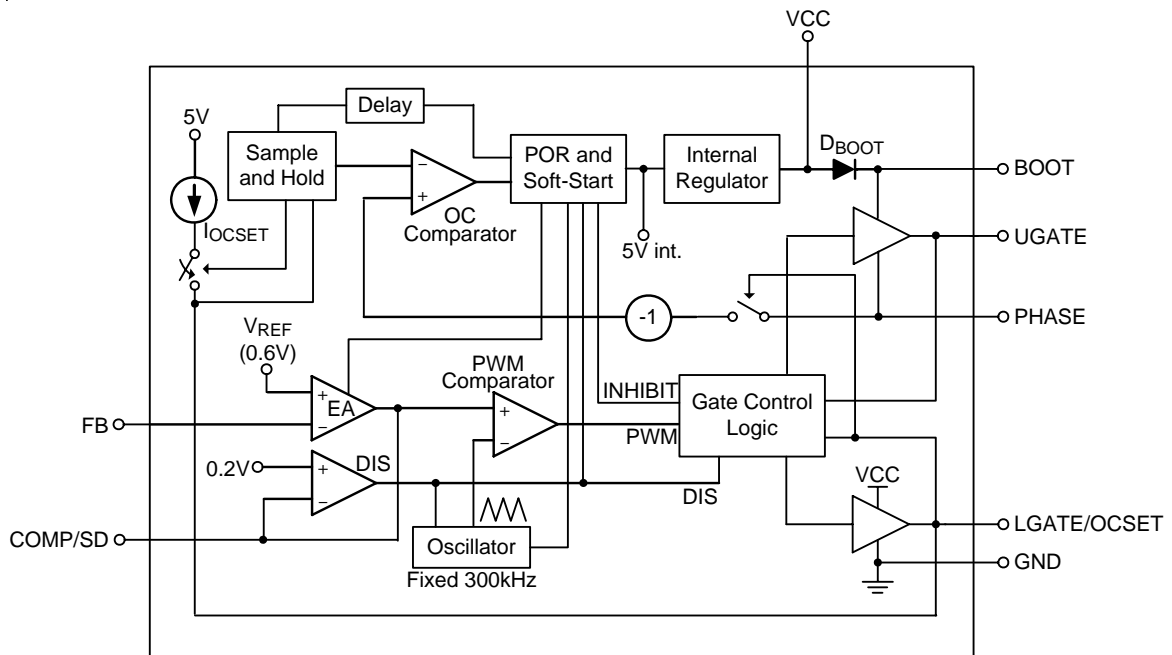 VCC
Delay
5V
Sample
and Hold
POR and
Soft-Start
Internal
Regulator
DBOOT
BOOT
−
+
OC
Comparator
IOCSET
5V int.
UGATE
-1
PHASE
VREF
(0.6V)
PWM
Comparator
+
EA
−
+
−
INHIBIT
PWM
Gate Control
Logic
FB
0.2V
+
−
DIS
DIS
VCC
COMP/SD
Oscillator
Fixed 300kHz
LGATE/OCSET
GND